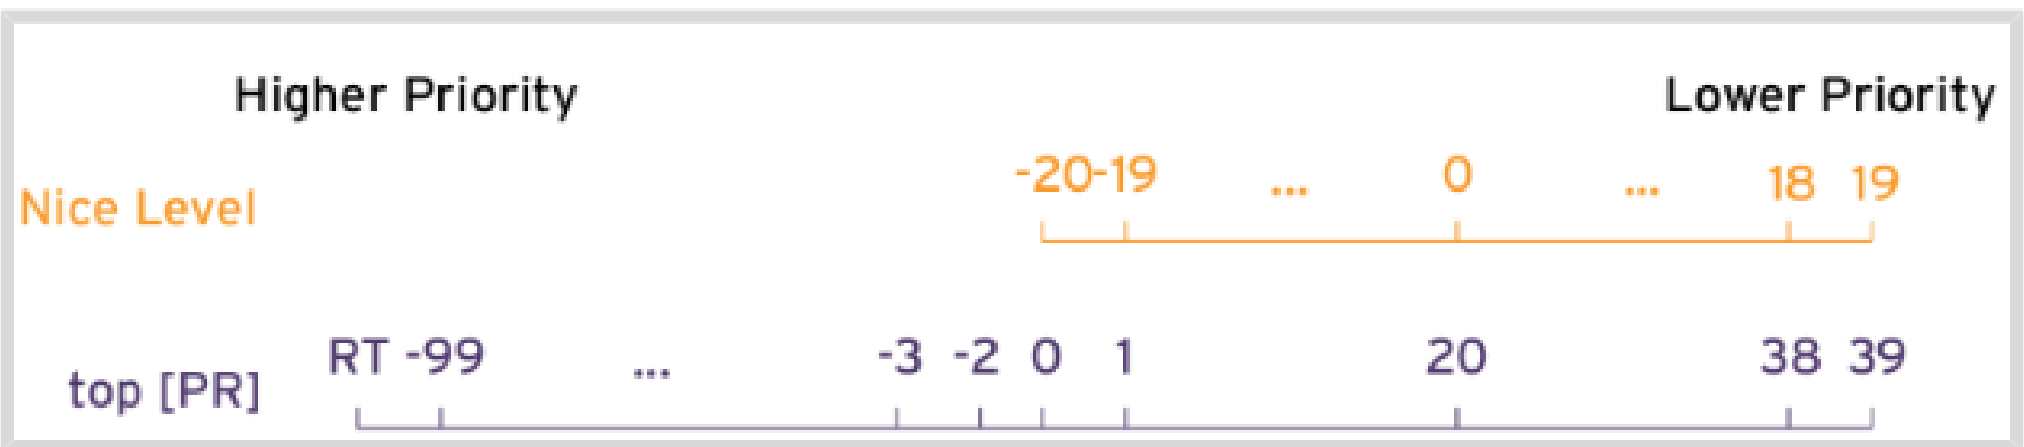 Higher Priority Lower Priority
-20 -19 ... 0 ... 18 19
Nice Level
RT -99 ... -3 -2 0 1 20 38 39
top [PR]